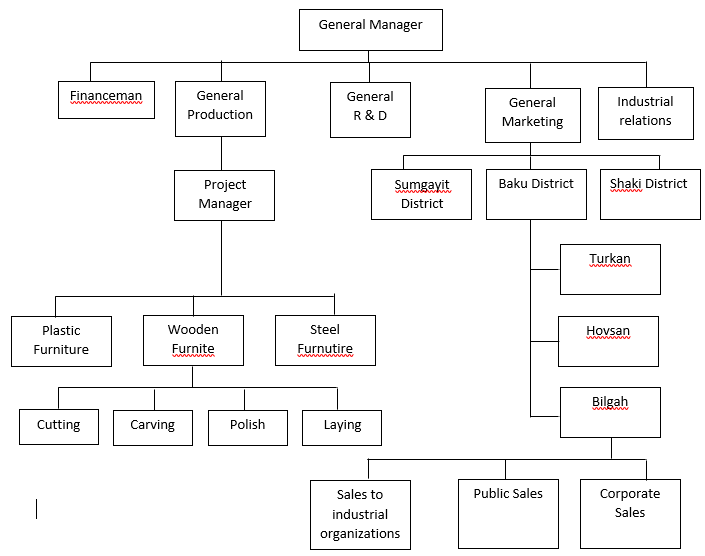 General Manager
Financeman
General
Production
General
R & D
General
Marketing
Industrial
relations
Project
Manager
Sumgayit
District
Baku District
Shaki District
Turkan
Plastic
Furniture
Wooden
Furnite
Steel
Furnutire
Hovsan
Bilgah
Cutting
Carving
Polish
Laying
Sales to
industrial
organizations
Public Sales
Corporate
Sales